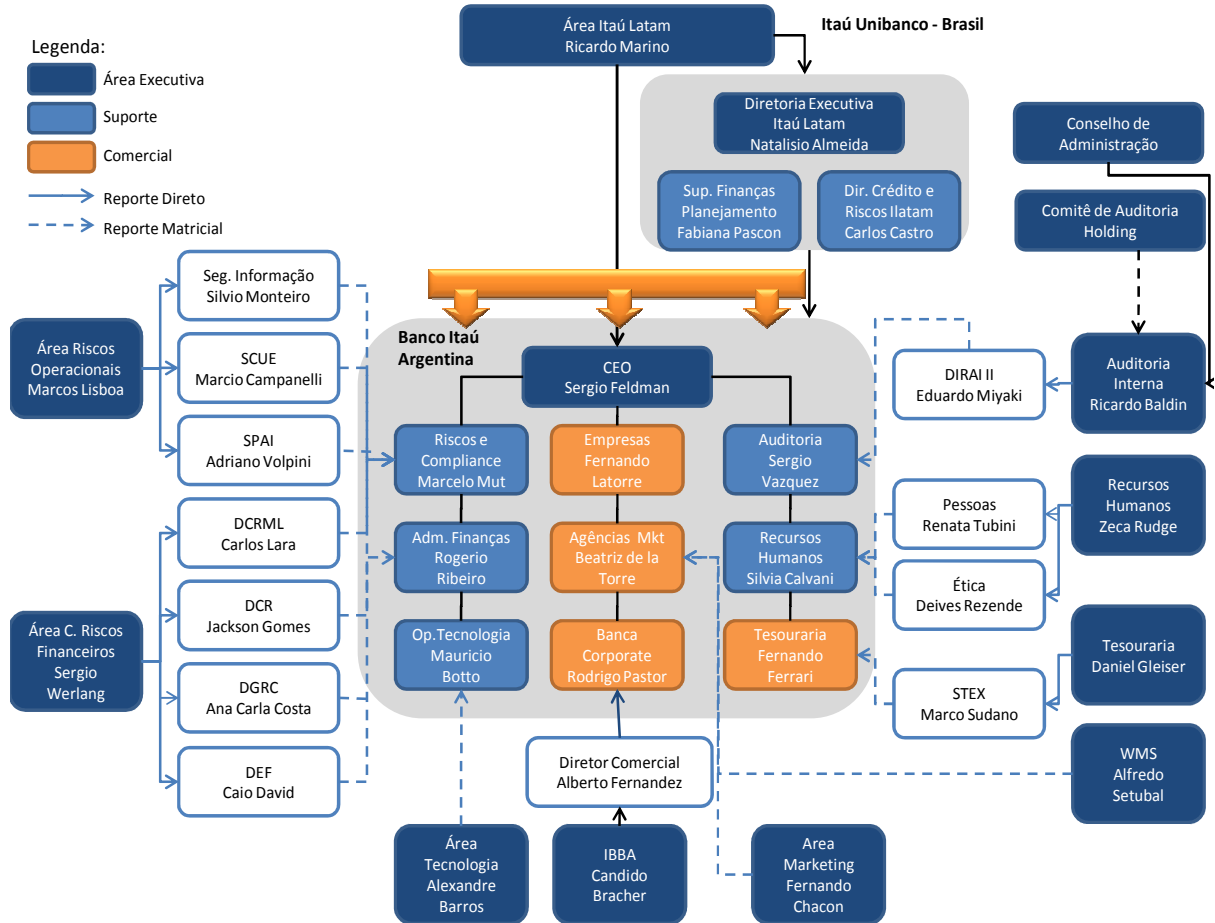 Área Itaú Latam
Ricardo Marino
Itaú Unibanco - Brasil
Legenda:
Área Executiva
Suporte
Comercial
Reporte Direto
Reporte Matricial
Diretoria Executiva
Itaú Latam
Natalisio Almeida
Sup. Finanças
Planejamento
Fabiana Pascon
Dir. Crédito e
Riscos Ilatam
Carlos Castro
Conselho de
Administração
Comitê de Auditoria
Holding
Seg. Informação
Silvio Monteiro
Área Riscos
Operacionais
Marcos Lisboa
SCUE
Marcio Campanelli
SPAI
Adriano Volpini
Banco Itaú
Argentina
CEO
Sergio Feldman
DIRAI II
Eduardo Miyaki
Auditoria
Interna
Ricardo Baldin
Riscos e
Compliance
Marcelo Mut
Empresas
Fernando
Latorre
Auditoria
Sergio
Vazquez
Pessoas
Renata Tubini
Recursos
Humanos
Zeca Rudge
DCRML
Carlos Lara
Adm. Finanças
Rogerio
Ribeiro
Agências Mkt
Beatriz de la
Torre
Recursos
Humanos
Silvia Calvani
Ética
Deives Rezende
DCR
Jackson Gomes
Área C. Riscos
Financeiros
Sergio
Werlang
Op.Tecnologia
Mauricio
Botto
Banca
Corporate
Rodrigo Pastor
Tesouraria
Fernando
Ferrari
Tesouraria
Daniel Gleiser
DGRC
Ana Carla Costa
STEX
Marco Sudano
DEF
Caio David
Diretor Comercial
Alberto Fernandez
WMS
Alfredo
Setubal
Área
Tecnologia
Alexandre
Barros
IBBA
Candido
Bracher
Area
Marketing
Fernando
Chacon